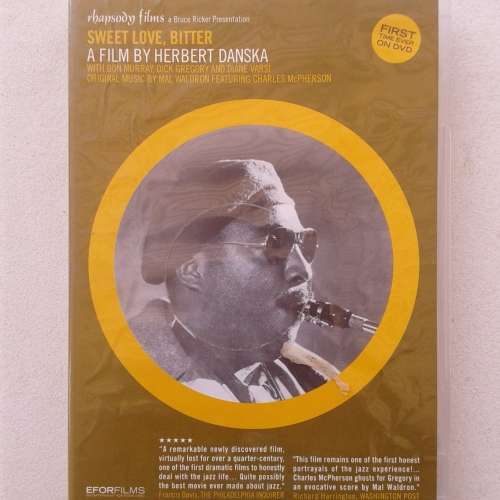 rhapsody films a Bruce Ricker Presentation
SWEET LOVE, BITTER
A FILM BY HERBERT DANSKA
WITH DON MURRAY, DICK GREGORY AND DIANE VARSI
ORIGINAL MUSIC BY MAL WALDRON FEATURING CHARLES McPHERSON
FIRST
TIME EVER
ON DVD
★★★★★
"A remarkable newly discovered film,
virtually lost for over a quarter-century,
one of the first dramatic films to honestly
deal with the jazz life... Quite possibly
the best movie ever made about jazz."
Francis Davis, THE PHILADELPHIA INQUIRER
"This film remains one of the first honest
portrayals of the jazz experience!...
Charles McPherson ghosts for Gregory in
an evocative score by Mal Waldron."
Richard Harrington, WASHINGTON POST
EFORFILMS